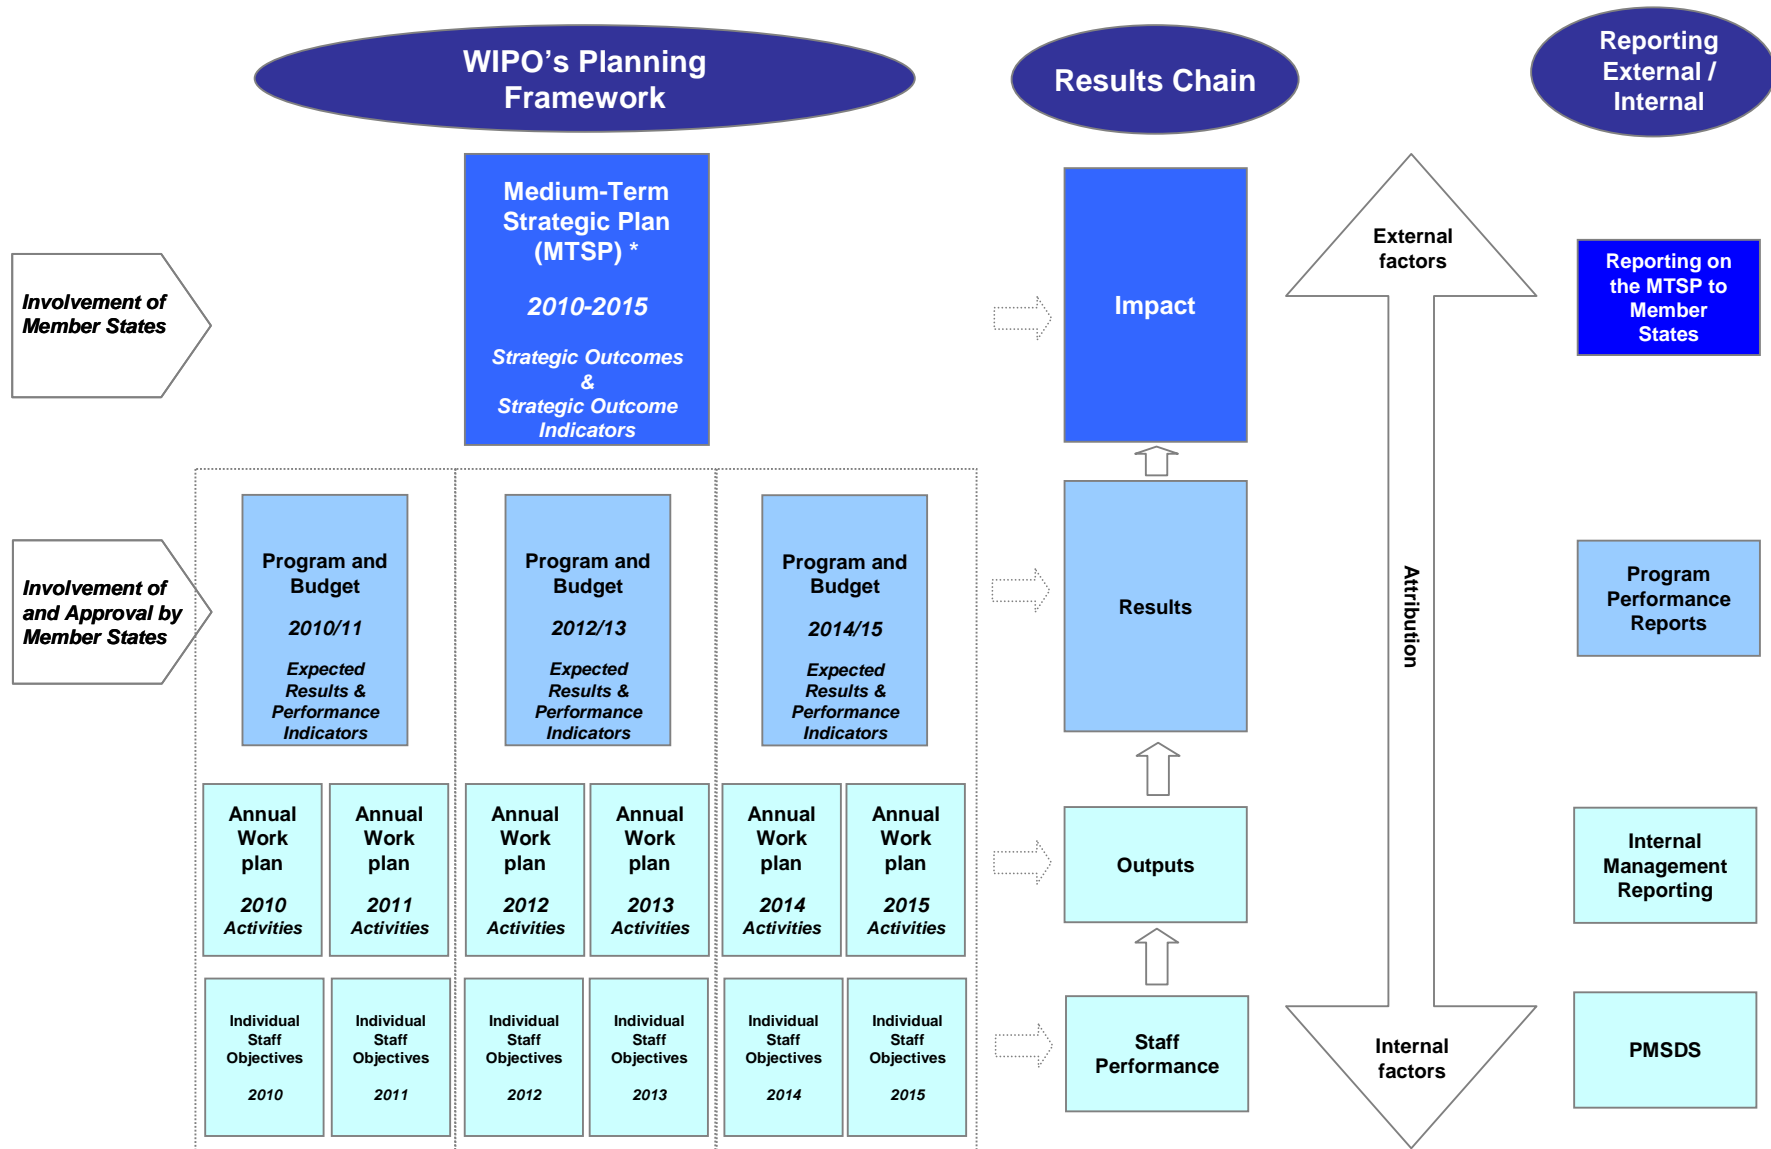 WIPO's Planning
Framework
Results Chain
Reporting
External /
Internal
Medium-Term
Strategic Plan
(MTSP) *
2010-2015
Strategic Outcomes
&
Strategic Outcome
Indicators
Involvement of
Member States
Impact
External
factors
Reporting on
the MTSP to
Member
States
Involvement of
and Approval by
Member States
Program and
Budget
2010/11
Expected
Results &
Performance
Indicators
Program and
Budget
2012/13
Expected
Results &
Performance
Indicators
Program and
Budget
2014/15
Expected
Results &
Performance
Indicators
Results
Attribution
Program
Performance
Reports
Annual
Work
plan
2010
Activities
Annual
Work
plan
2011
Activities
Annual
Work
plan
2012
Activities
Annual
Work
plan
2013
Activities
Annual
Work
plan
2014
Activities
Annual
Work
plan
2015
Activities
Outputs
Internal
Management
Reporting
Individual
Staff
Objectives
2010
Individual
Staff
Objectives
2011
Individual
Staff
Objectives
2012
Individual
Staff
Objectives
2013
Individual
Staff
Objectives
2014
Individual
Staff
Objectives
2015
Staff
Performance
Internal
factors
PMSDS